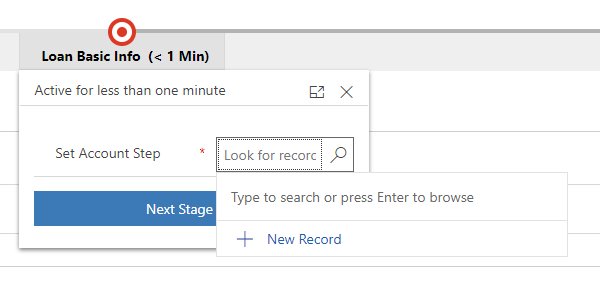 Loan Basic Info (< 1 Min)
Active for less than one minute
Set Account Step * Look for recor
Type to search or press Enter to browse
Next Stage
New Record